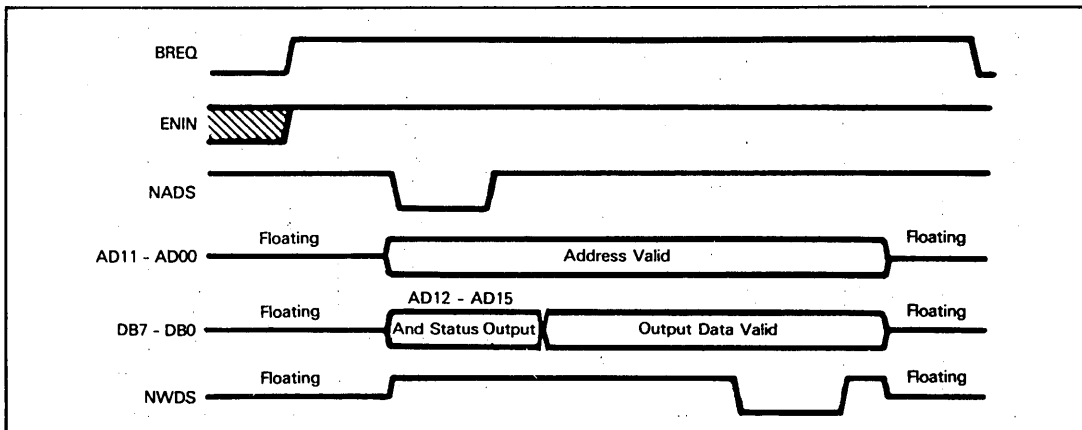 BREQ
ENIN
NADS
Floating
Floating
AD11 - AD00
Address Valid
AD12 - AD15
Floating
Floating
DB7 - DB0
And Status Output
Output Data Valid
Floating
Floating
NWDS